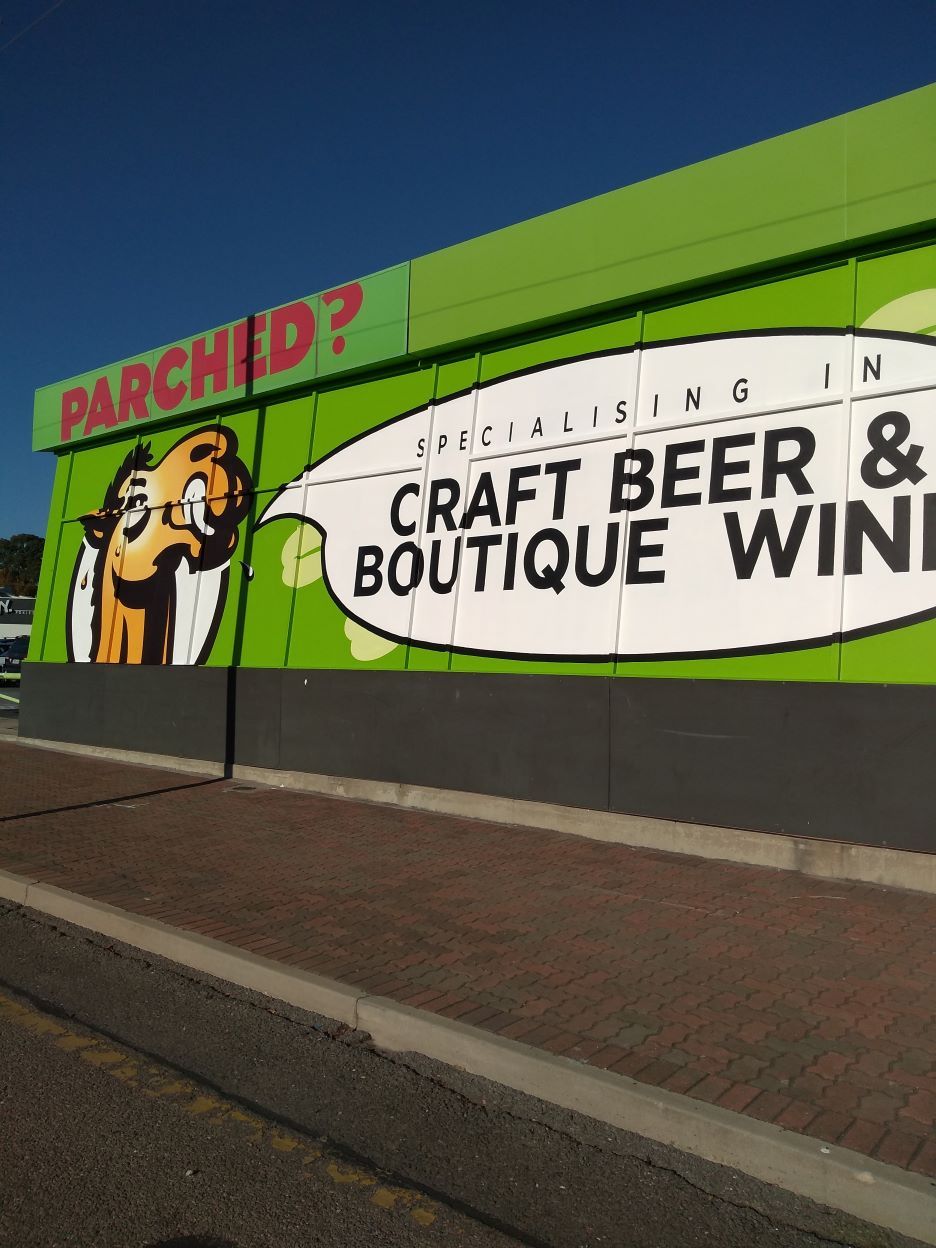 PARCHED?
SPECIALISING IN
CRAFT BEER &
BOUTIQUE WIN